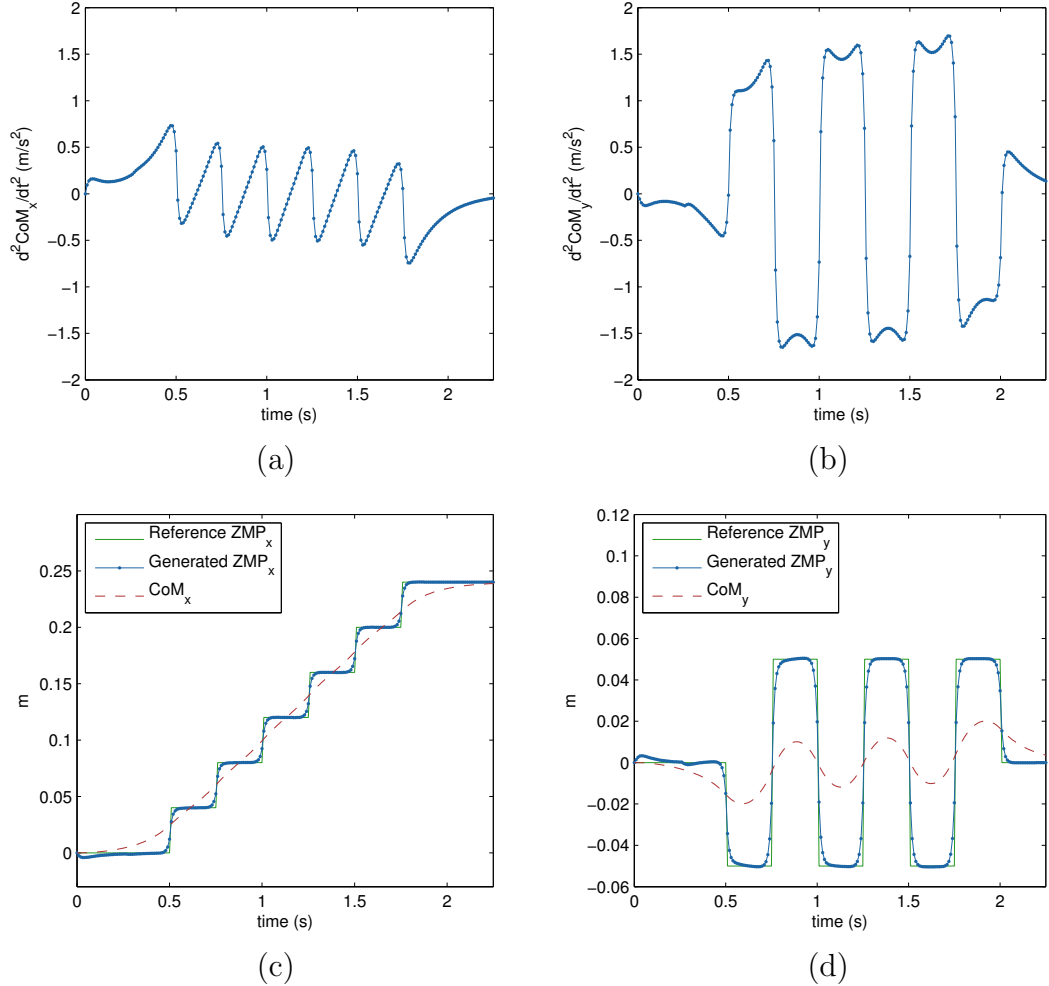 2
1.5
1
0.5
0
−0.5
−1
−1.5
−2
d²CoMₓ/dt² (m/s²)
0 0.5 1 1.5 2
time (s)
(a)
2
1.5
1
0.5
0
−0.5
−1
−1.5
−2
d²CoM_y/dt² (m/s²)
0 0.5 1 1.5 2
time (s)
(b)
Reference ZMPₓ
Generated ZMPₓ
CoMₓ
0.25
0.2
0.15
0.1
0.05
0
m
0 0.5 1 1.5 2
time (s)
(c)
Reference ZMP_y
Generated ZMP_y
CoM_y
0.12
0.1
0.08
0.06
0.04
0.02
0
−0.02
−0.04
−0.06
m
0 0.5 1 1.5 2
time (s)
(d)